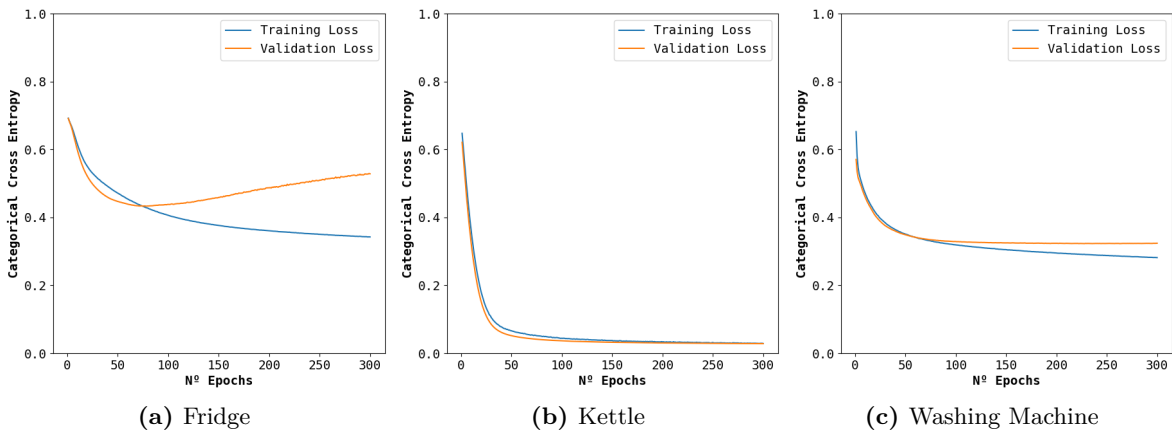 Categorical Cross Entropy
1.0
0.8
0.6
0.4
0.2
0.0
Training Loss
Validation Loss
0 50 100 150 200 250 300
Nº Epochs
(a) Fridge
Categorical Cross Entropy
1.0
0.8
0.6
0.4
0.2
0.0
Training Loss
Validation Loss
0 50 100 150 200 250 300
Nº Epochs
(b) Kettle
Categorical Cross Entropy
1.0
0.8
0.6
0.4
0.2
0.0
Training Loss
Validation Loss
0 50 100 150 200 250 300
Nº Epochs
(c) Washing Machine